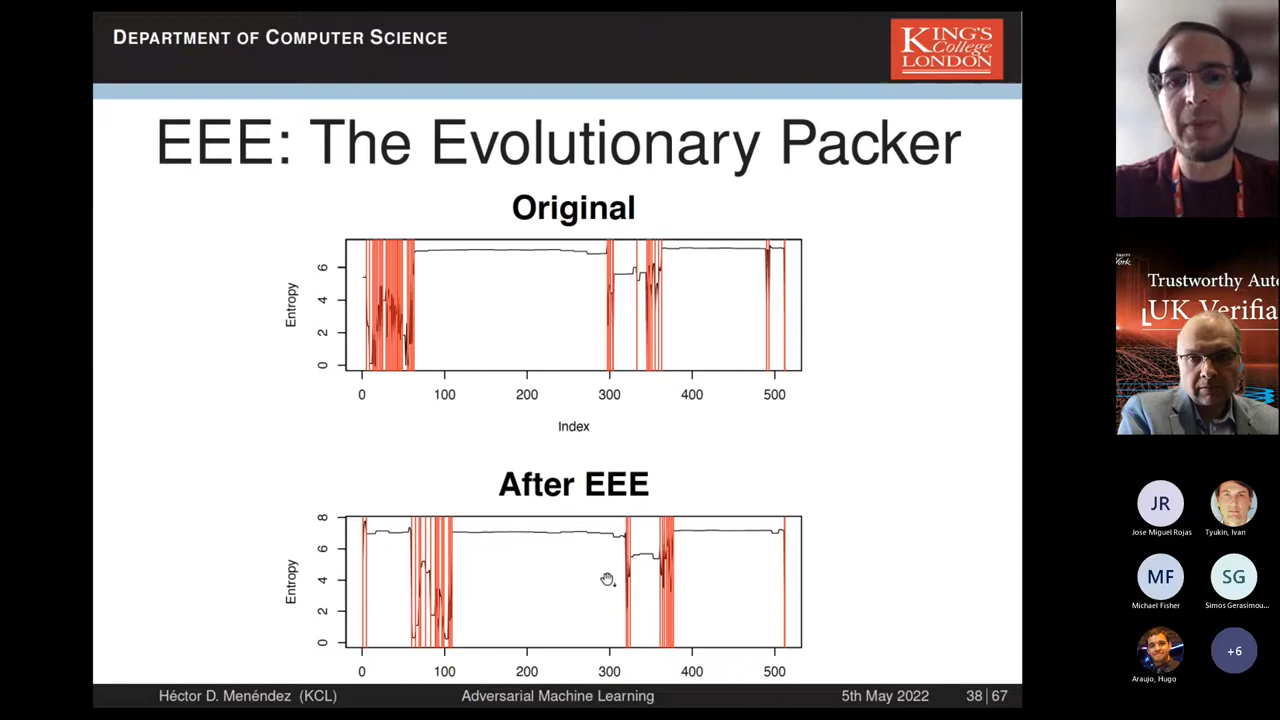 DEPARTMENT OF COMPUTER SCIENCE
KING'S
College
LONDON
EEE: The Evolutionary Packer
Original
Entropy
6
4
2
0
0 100 200 300 400 500
Index
After EEE
Entropy
8
6
4
2
0
0 100 200 300 400 500
Héctor D. Menéndez (KCL) Adversarial Machine Learning 5th May 2022 38|67
Trustworthy Aut
UK Verifia
JR
Jose Miguel Rojas
Tyukin, Ivan
MF
Michael Fisher
SG
Simos Gerasimou...
Araujo, Hugo
+6